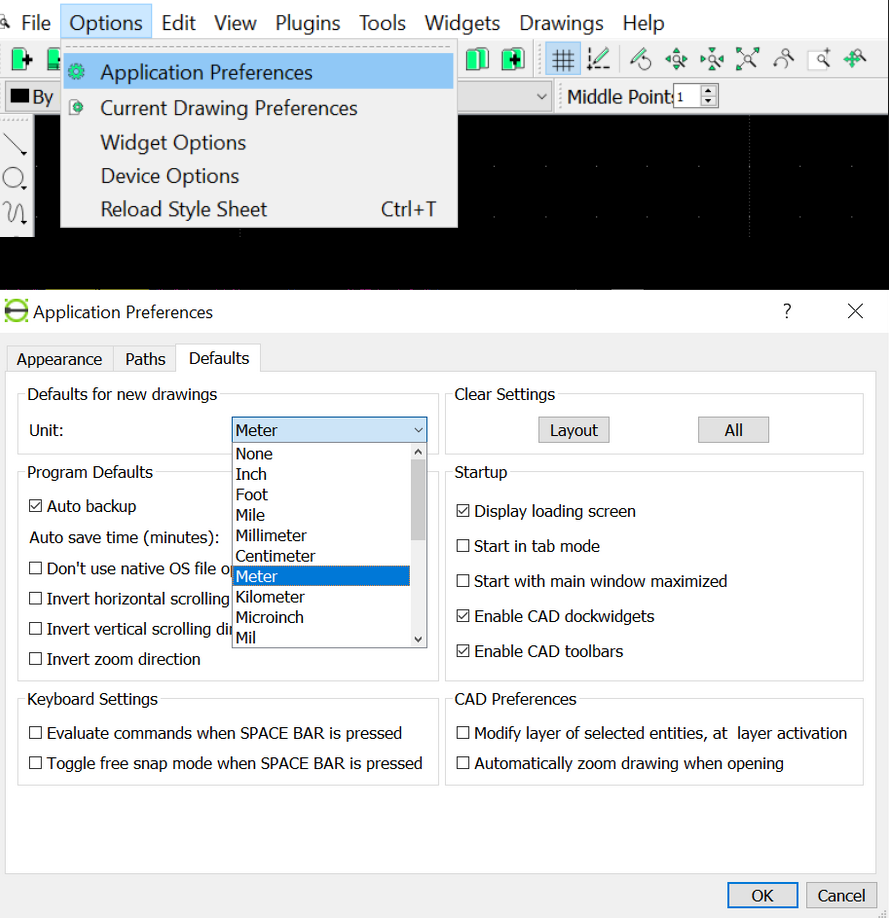 File Options Edit View Plugins Tools Widgets Drawings Help
Application Preferences
Current Drawing Preferences
Widget Options
Device Options
Reload Style Sheet Ctrl+T
By
Middle Points 1
Application Preferences ?
Appearance Paths Defaults
Defaults for new drawings
Unit: Meter
None
Inch
Foot
Mile
Millimeter
Centimeter
Meter
Kilometer
Microinch
Mil
Clear Settings
Layout All
Program Defaults
Auto backup
Auto save time (minutes):
Don't use native OS file
Invert horizontal scrolling
Invert vertical scrolling
Invert zoom direction
Startup
Display loading screen
Start in tab mode
Start with main window maximized
Enable CAD dockwidgets
Enable CAD toolbars
Keyboard Settings
Evaluate commands when SPACE BAR is pressed
Toggle free snap mode when SPACE BAR is pressed
CAD Preferences
Modify layer of selected entities, at layer activation
Automatically zoom drawing when opening
OK Cancel